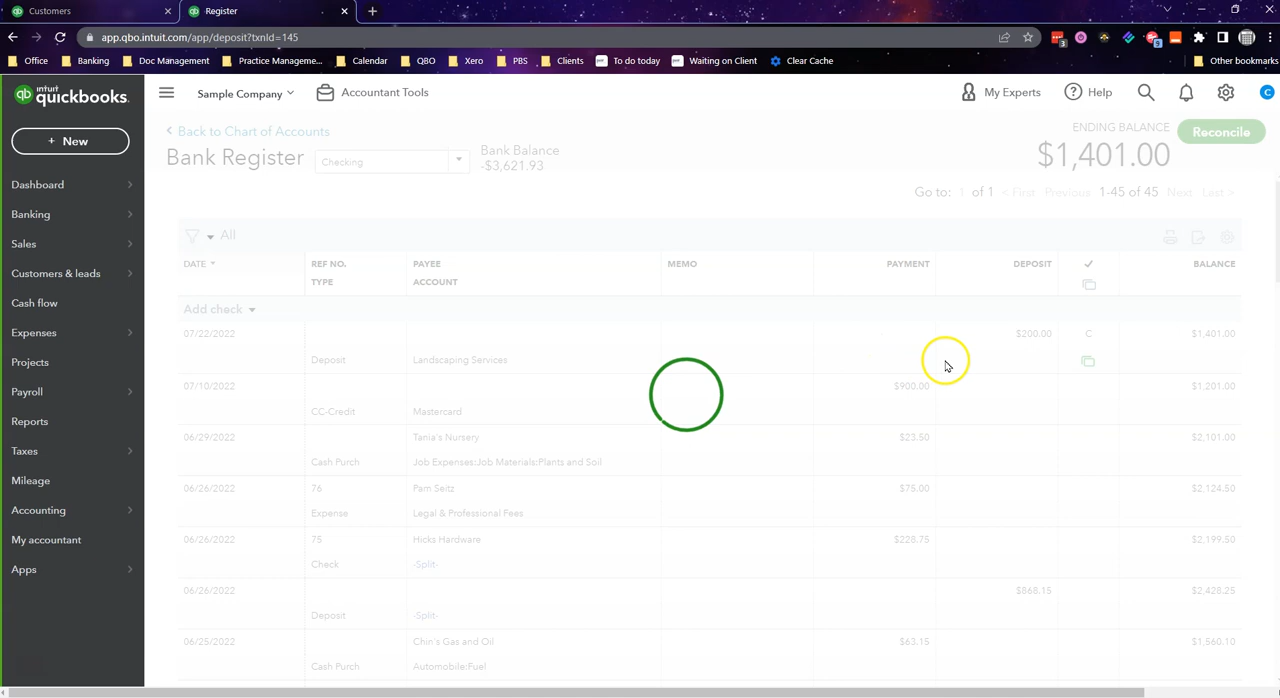 Customers
Register
app.qbo.intuit.com/app/deposit?txnId=145
3
9
Office
Banking
Doc Management
Practice Manageme...
Calendar
QBO
Xero
PBS
Clients
To do today
Waiting on Client
Clear Cache
Other bookmarks
intuit
quickbooks.
Sample Company
Accountant Tools
My Experts
Help
C
+ New
Dashboard
Banking
Sales
Customers & leads
Cash flow
Expenses
Projects
Payroll
Reports
Taxes
Mileage
Accounting
My accountant
Apps
< Back to Chart of Accounts
Bank Register
Checking
Bank Balance
-$3,621.93
ENDING BALANCE
$1,401.00
Reconcile
Go to: 1 of 1 < First Previous 1-45 of 45 Next Last >
All
DATE REF NO. PAYEE MEMO PAYMENT DEPOSIT ✓ BALANCE
TYPE ACCOUNT
Add check
07/22/2022 $200.00 C $1,401.00
Deposit Landscaping Services
07/10/2022 $900.00 $1,201.00
CC-Credit Mastercard
06/29/2022 Tania's Nursery $23.50 $2,101.00
Cash Purch Job Expenses:Job Materials:Plants and Soil
06/26/2022 76 Pam Seitz $75.00 $2,124.50
Expense Legal & Professional Fees
06/26/2022 75 Hicks Hardware $228.75 $2,199.50
Check -Split-
06/26/2022 $868.15 $2,428.25
Deposit -Split-
06/25/2022 Chin's Gas and Oil $63.15 $1,560.10
Cash Purch Automobile:Fuel